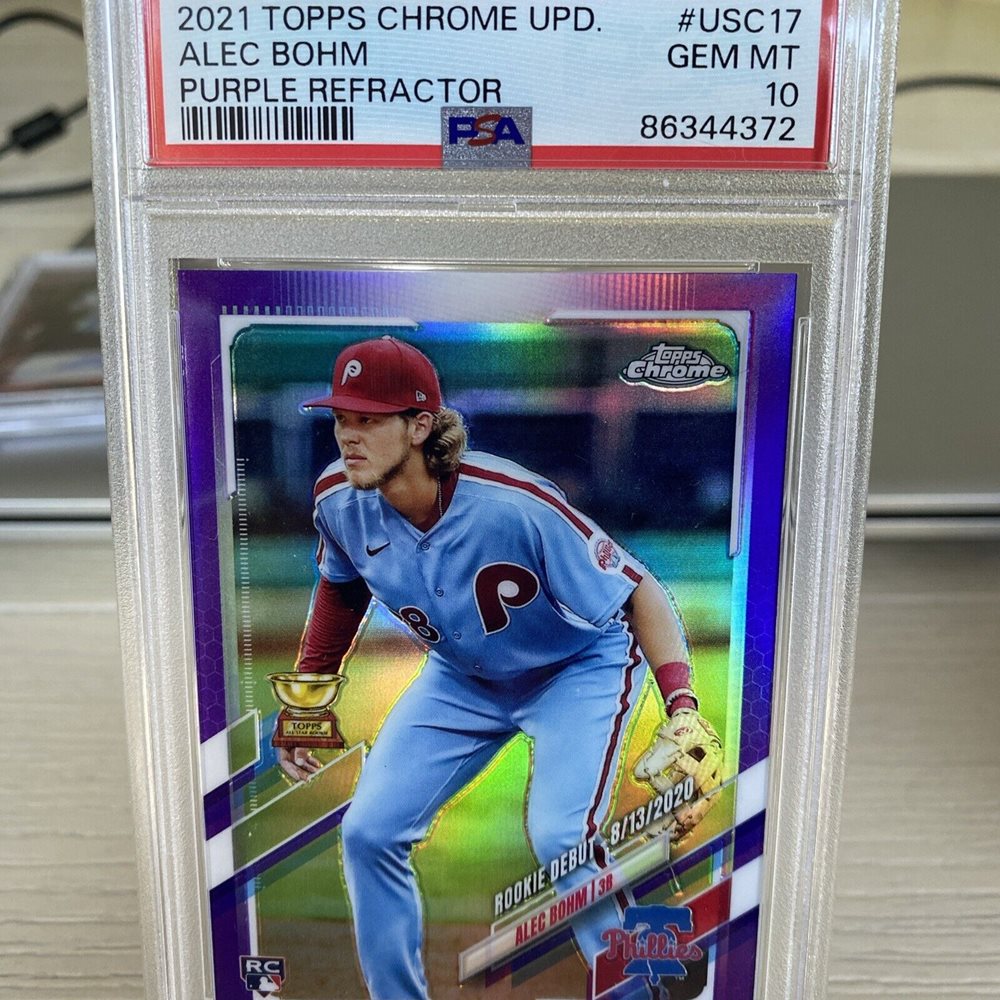 2021 TOPPS CHROME UPD. #USC17
ALEC BOHM GEM MT
PURPLE REFRACTOR 10
86344372
PSA
TOPPS
Chrome
P
Phillies
P
8
TOPPS
ALL-STAR ROOKIE
ROOKIE DEBUT 8/13/2020
ALEC BOHM | 3B
Phillies
RC